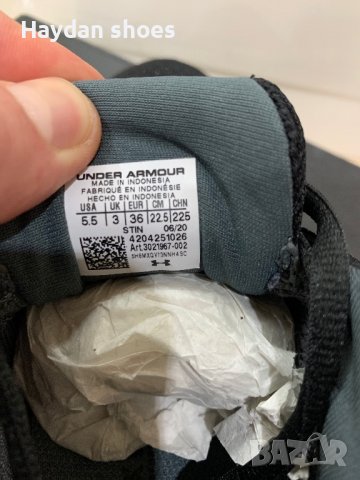 Haydan shoes
UNDER ARMOUR
MADE IN INDONESIA
FABRIQUÉ EN INDONÉSIE
HECHO EN INDONESIA
USA UK EUR CM CHN
5.5 3 36 22.5 225
STIN 06/20
4204251026
Art.3021967-002
BAZAR